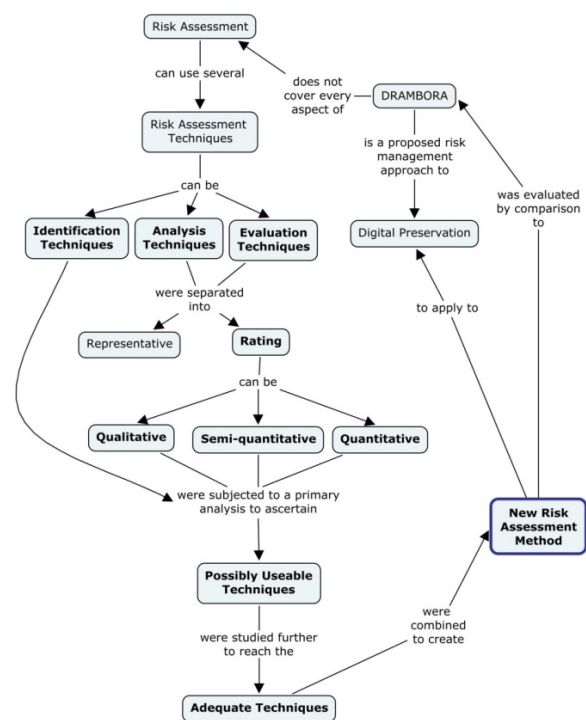 Risk Assessment
can use several
does not
cover every
aspect of
DRAMBORA
Risk Assessment
Techniques
is a proposed risk
management
approach to
can be
was evaluated
by comparison
to
Identification
Techniques
Analysis
Techniques
Evaluation
Techniques
Digital Preservation
were separated
into
to apply to
Representative
Rating
can be
Qualitative
Semi-quantitative
Quantitative
were subjected to a primary
analysis to ascertain
New Risk
Assessment
Method
Possibly Useable
Techniques
were
combined
to create
were studied further
to reach the
Adequate Techniques